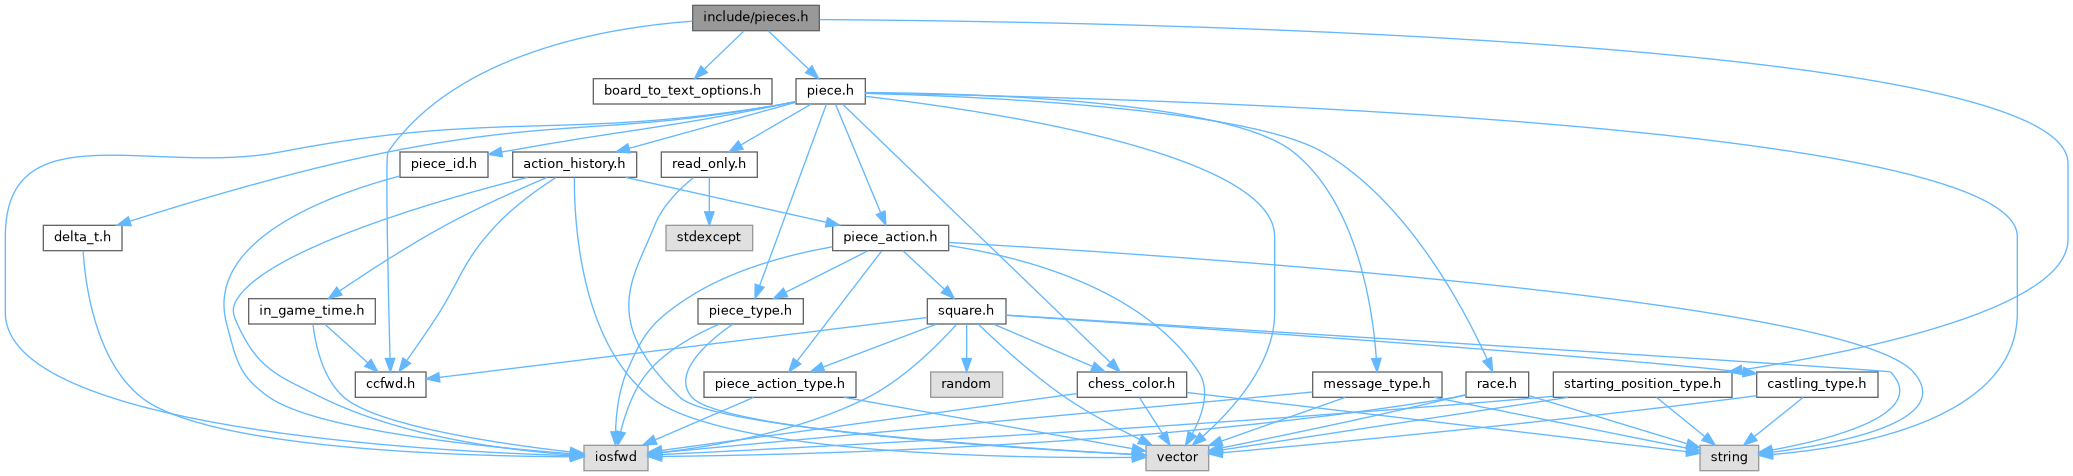 include/pieces.h
board_to_text_options.h
piece.h
piece_id.h
action_history.h
read_only.h
delta_t.h
stdexcept
piece_action.h
in_game_time.h
piece_type.h
square.h
ccfwd.h
piece_action_type.h
random
chess_color.h
message_type.h
race.h
starting_position_type.h
castling_type.h
iosfwd
vector
string